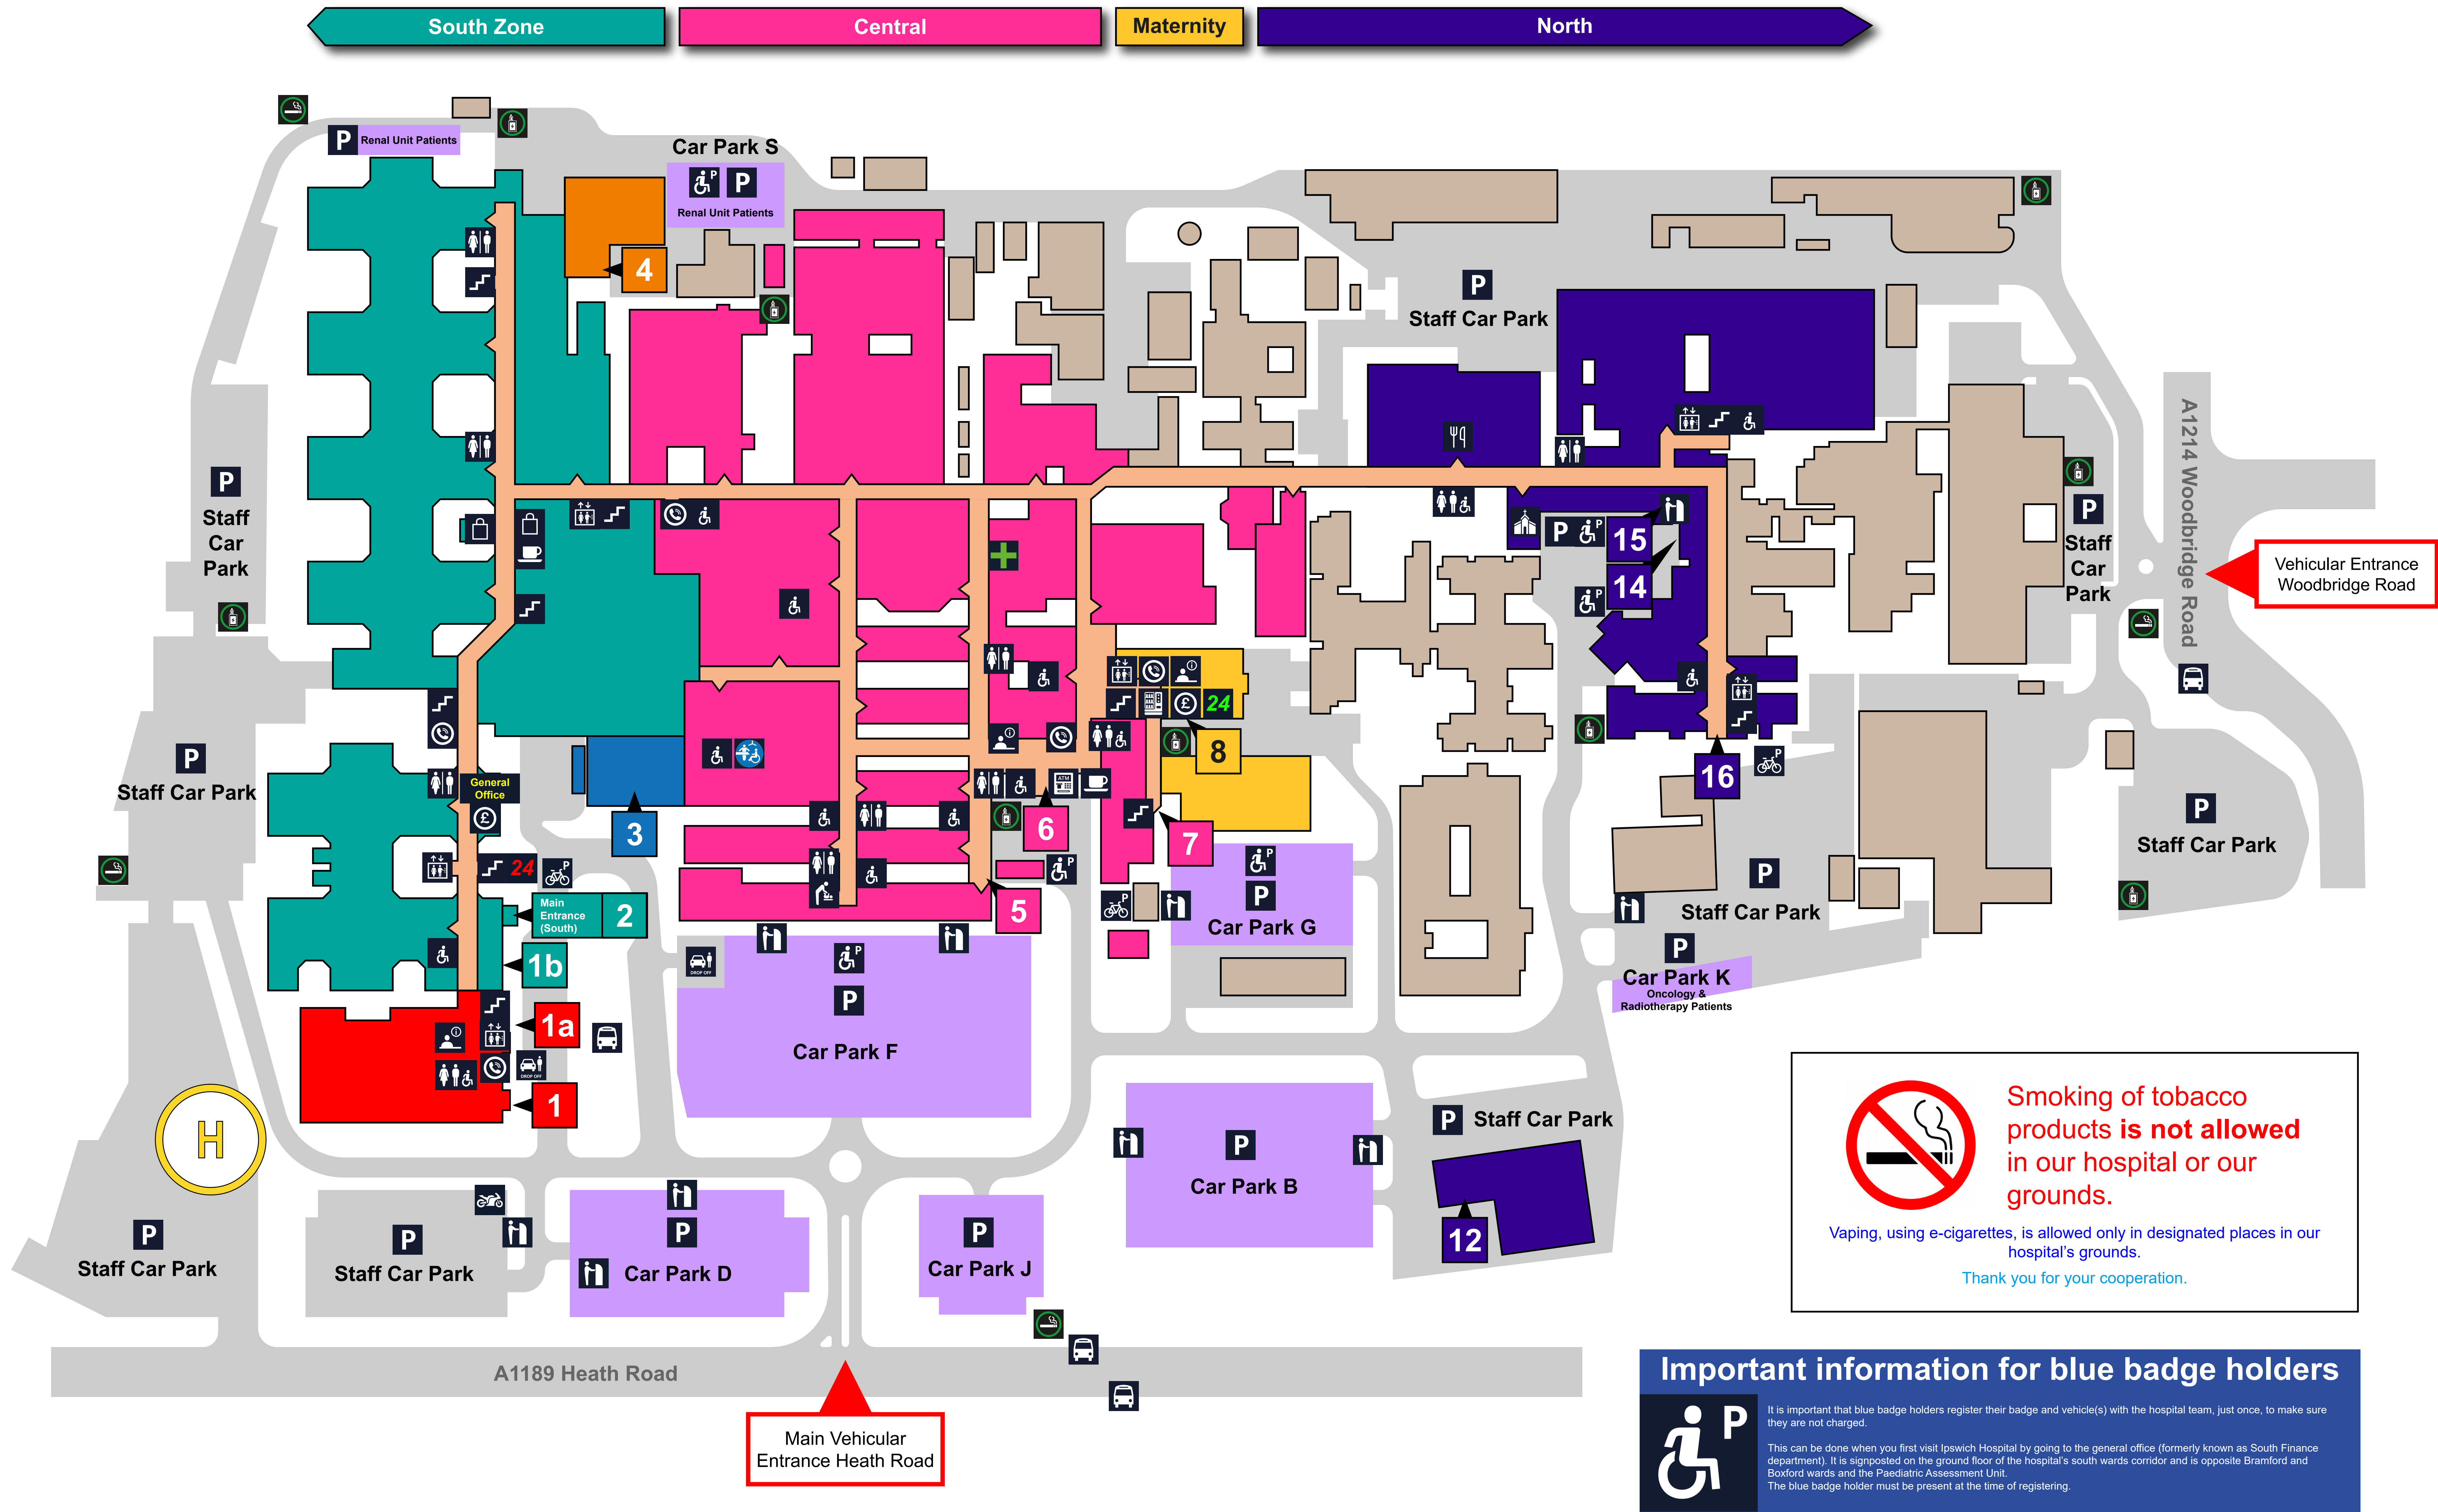 South Zone
Central
Maternity
North
P Renal Unit Patients
Car Park S
P P
Renal Unit Patients
4
P
Staff Car Park
A1214 Woodbridge Road
P
Staff
Car
Park
P
Staff
Car
Park
P P
15
14
Vehicular Entrance
Woodbridge Road
£ 24
8
P
Staff Car Park
General
Office
£
3
ATM
6
7
16
P
P
Staff Car Park
24
P
P
P
P
Car Park G
P
P
Staff Car Park
Main
Entrance
(South)
2
5
1b
DROP OFF
P
P
Car Park F
P
Car Park K
Oncology &
Radiotherapy Patients
1a
DROP OFF
1
H
P Staff Car Park
P
Car Park B
12
Smoking of tobacco
products is not allowed
in our hospital or our
grounds.
Vaping, using e-cigarettes, is allowed only in designated places in our
hospital's grounds.
Thank you for your cooperation.
P
Staff Car Park
P
Staff Car Park
P
Car Park D
P
Car Park J
A1189 Heath Road
Main Vehicular
Entrance Heath Road
Important information for blue badge holders
P
It is important that blue badge holders register their badge and vehicle(s) with the hospital team, just once, to make sure
they are not charged.
This can be done when you first visit Ipswich Hospital by going to the general office (formerly known as South Finance
department). It is signposted on the ground floor of the hospital's south wards corridor and is opposite Bramford and
Boxford wards and the Paediatric Assessment Unit.
The blue badge holder must be present at the time of registering.